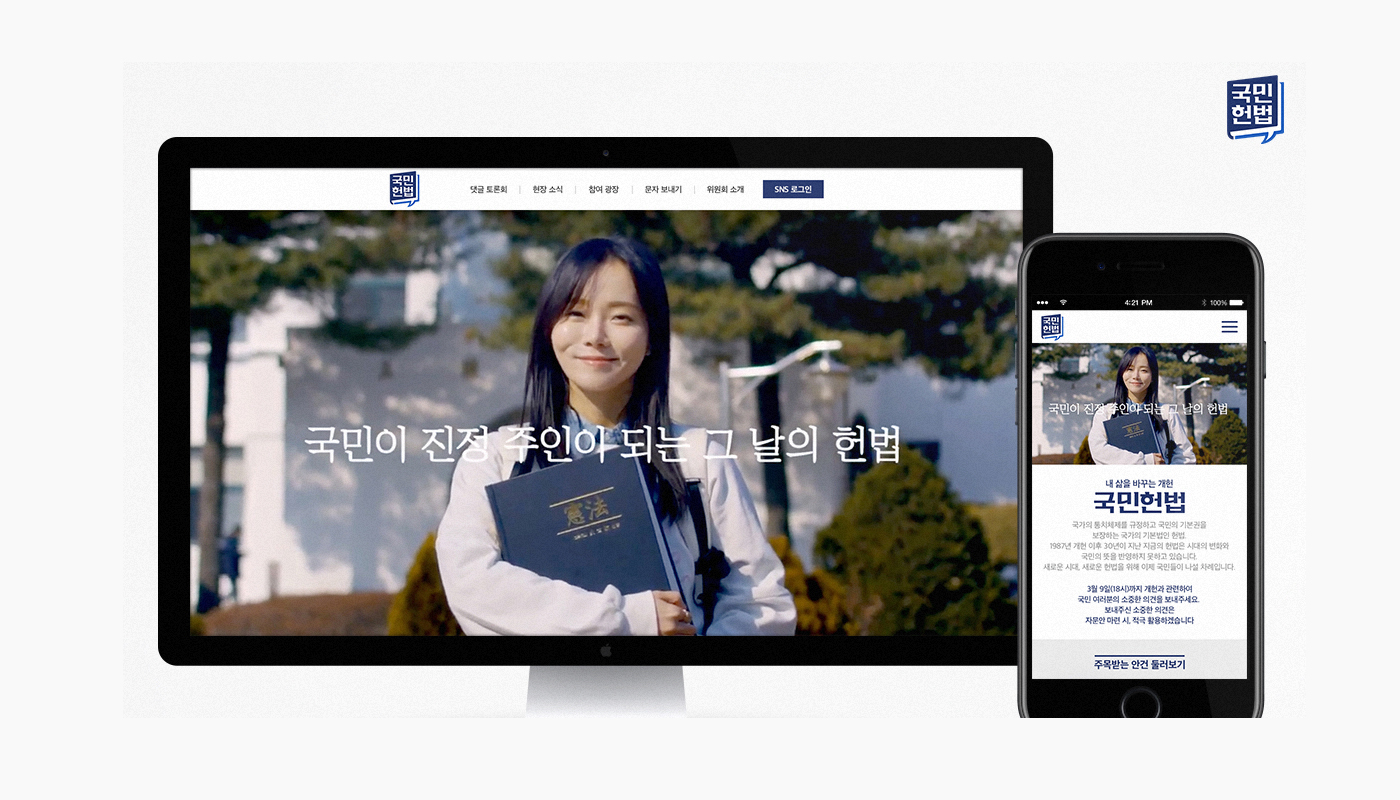 국민
헌법
국민
헌법
댓글 토론회
현장 소식
참여 광장
문자 보내기
위원회 소개
SNS 로그인
국민이 진정 주인이 되는 그 날의 헌법
憲法
4:21 PM
100%
국민
헌법
국민이 진정 주인이 되는 그 날의 헌법
憲法
내 삶을 바꾸는 개헌
국민헌법
국가의 통치체제를 규정하고 국민의 기본권을
보장하는 국가의 기본법인 헌법.
1987년 개헌 이후 30년이 지난 지금의 헌법은 시대의 변화와
국민의 뜻을 반영하지 못하고 있습니다.
새로운 시대, 새로운 헌법을 위해 이제 국민들이 나설 차례입니다.
3월 9일(18시)까지 개헌과 관련하여
국민 여러분의 소중한 의견을 보내주세요.
보내주신 소중한 의견은
자문안 마련 시, 적극 활용하겠습니다
주목받는 안건 둘러보기